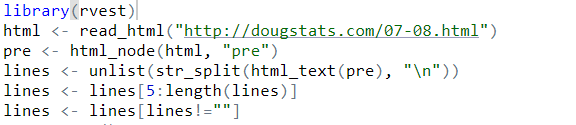 library(rvest)
html <- read_html("http://dougstats.com/07-08.html")
pre <- html_node(html, "pre")
lines <- unlist(str_split(html_text(pre), "\n"))
lines <- lines[5:length(lines)]
lines <- lines[lines!=""]